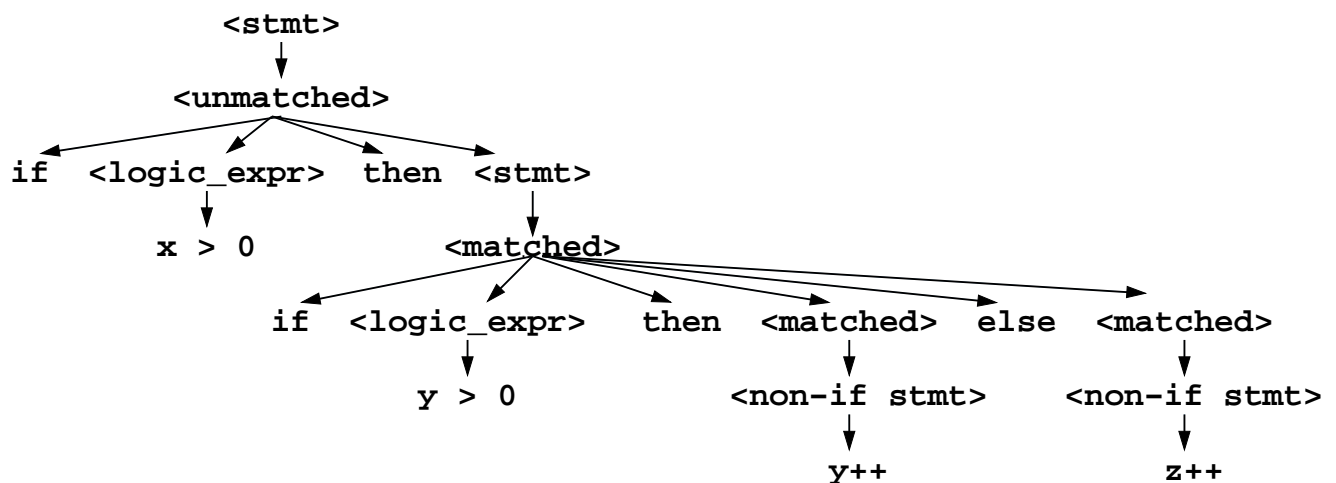 <stmt>
<unmatched>
if <logic_expr> then <stmt>
x > 0
<matched>
if <logic_expr> then <matched> else <matched>
y > 0
<non-if stmt>
<non-if stmt>
y++
z++